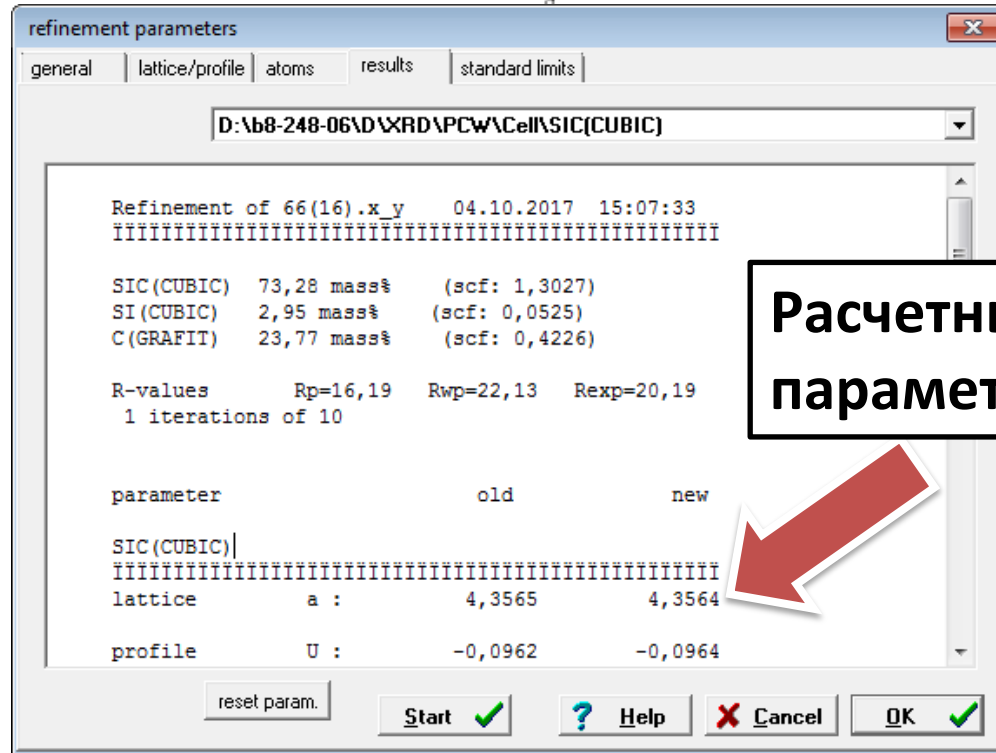 refinement parameters
general lattice/profile atoms results standard limits
D:\b8-248-06\D\XRD\PCW\Cell\SIC(CUBIC)
Refinement of 66(16).x_y 04.10.2017 15:07:33
ÏÏÏÏÏÏÏÏÏÏÏÏÏÏÏÏÏÏÏÏÏÏÏÏÏÏÏÏÏÏÏÏÏÏÏÏÏÏÏÏÏÏÏÏÏÏÏ
SIC(CUBIC) 73,28 mass% (scf: 1,3027)
SI(CUBIC) 2,95 mass% (scf: 0,0525)
C(GRAFIT) 23,77 mass% (scf: 0,4226)
R-values Rp=16,19 Rwp=22,13 Rexp=20,19
1 iterations of 10
parameter old new
SIC(CUBIC)
ÏÏÏÏÏÏÏÏÏÏÏÏÏÏÏÏÏÏÏÏÏÏÏÏÏÏÏÏÏÏÏÏÏÏÏÏÏÏÏÏÏÏÏÏÏÏÏ
lattice a : 4,3565 4,3564
profile U : -0,0962 -0,0964
Расчетн
парамет
reset param. Start Help Cancel OK